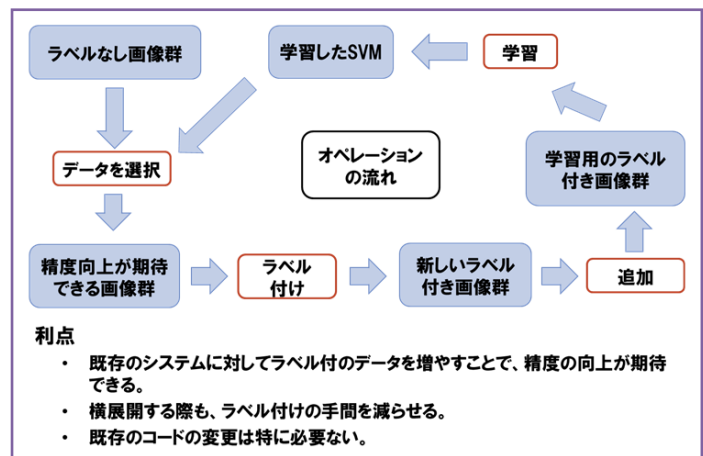 ラベルなし画像群
学習したSVM
学習
データを選択
オペレーション
の流れ
学習用のラベル
付き画像群
精度向上が期待
できる画像群
ラベル
付け
新しいラベル
付き画像群
追加
利点
・ 既存のシステムに対してラベル付のデータを増やすことで、精度の向上が期待
できる。
・ 横展開する際も、ラベル付けの手間を減らせる。
・ 既存のコードの変更は特に必要ない。